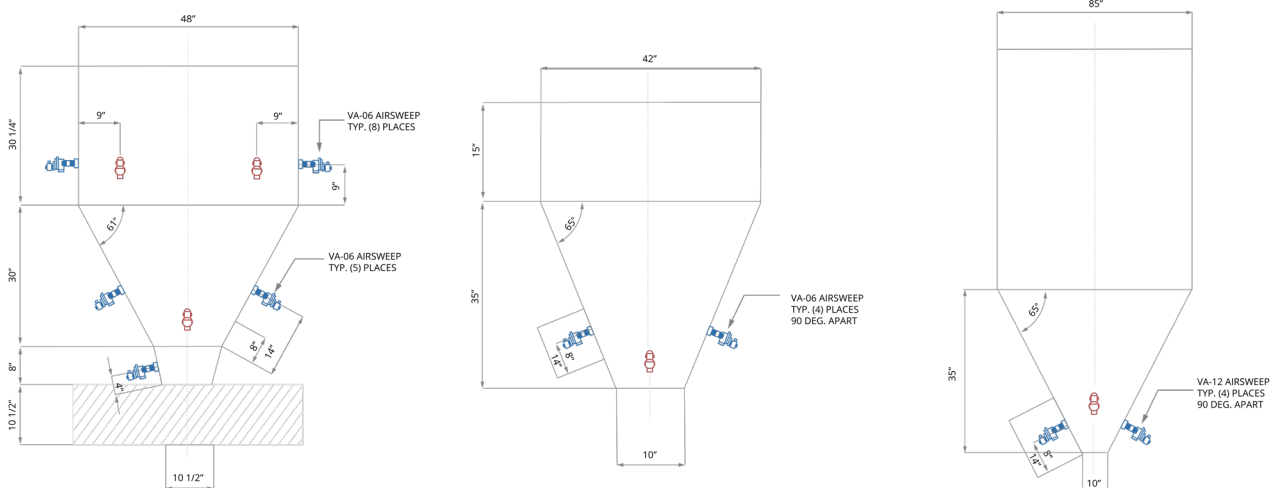 48"
30 1/4"
9"
9"
VA-06 AIRSWEEP
TYP. (8) PLACES
9"
61°
30"
VA-06 AIRSWEEP
TYP. (5) PLACES
8"
14"
8"
4"
10 1/2"
10 1/2"
42"
15"
65°
35"
VA-06 AIRSWEEP
TYP. (4) PLACES
90 DEG. APART
8"
14"
10"
85"
65°
35"
VA-12 AIRSWEEP
TYP. (4) PLACES
90 DEG. APART
8"
14"
10"